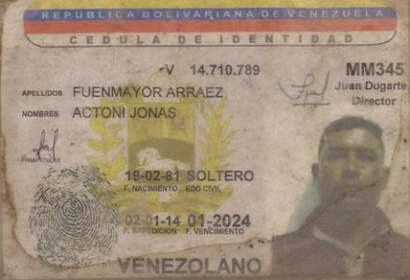 REPUBLICA BOLIVARIANA DE VENEZUELA
CEDULA DE IDENTIDAD
V 14.710.789
MM345
Juan Dugarte
Director
APELLIDOS FUENMAYOR ARRAEZ
NOMBRES ACTONI JONAS
FIRMA TITULAR
19-02-81 SOLTERO
F. NACIMIENTO EDO CIVIL
02-01-14 01-2024
F. EXPEDICION F. VENCIMIENTO
VENEZOLANO